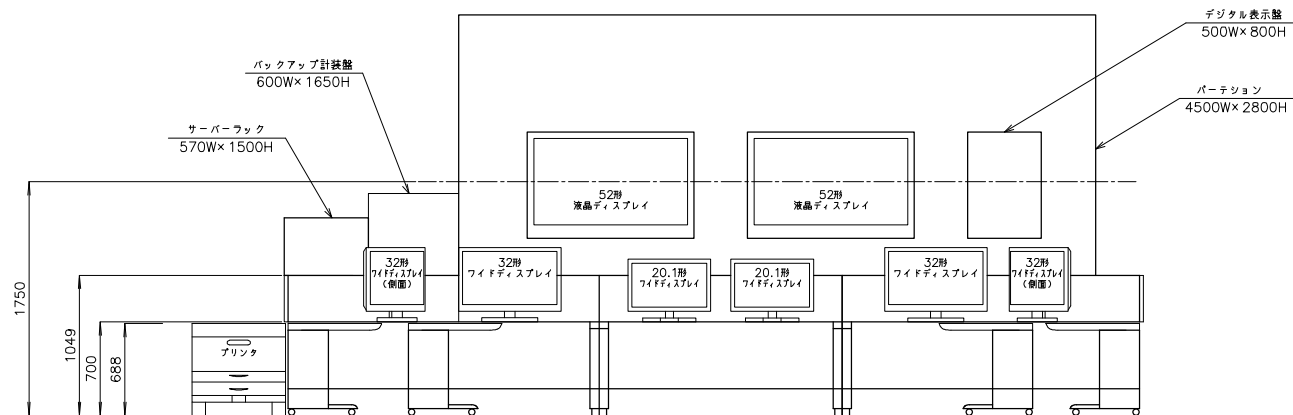 デジタル表示盤
500W×800H
バックアップ計装盤
600W×1650H
パーテション
4500W×2800H
サーバーラック
570W×1500H
52形
液晶ディスプレイ
52形
液晶ディスプレイ
32形
ワイドディスプレイ
(側面)
32形
ワイドディスプレイ
20.1形
ワイドディスプレイ
20.1形
ワイドディスプレイ
32形
ワイドディスプレイ
32形
ワイドディスプレイ
(側面)
1750
1049
700
688
プリンタ